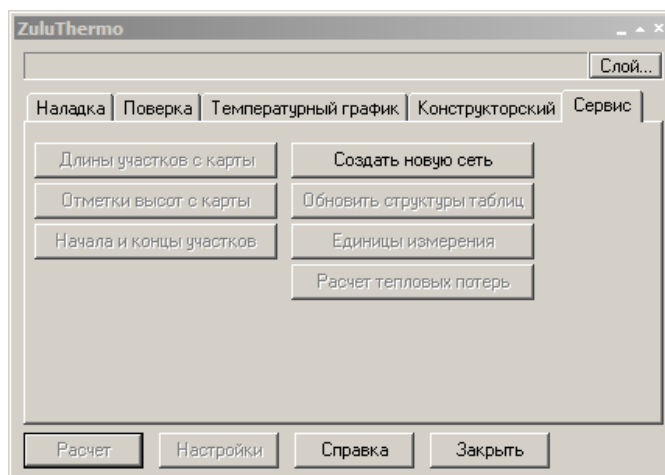 ZuluThermo
Слой...
Наладка Поверка Температурный график Конструкторский Сервис
Длины участков с карты Создать новую сеть
Отметки высот с карты Обновить структуры таблиц
Начала и концы участков Единицы измерения
Расчет тепловых потерь
Расчет Настройки Справка Закрыть